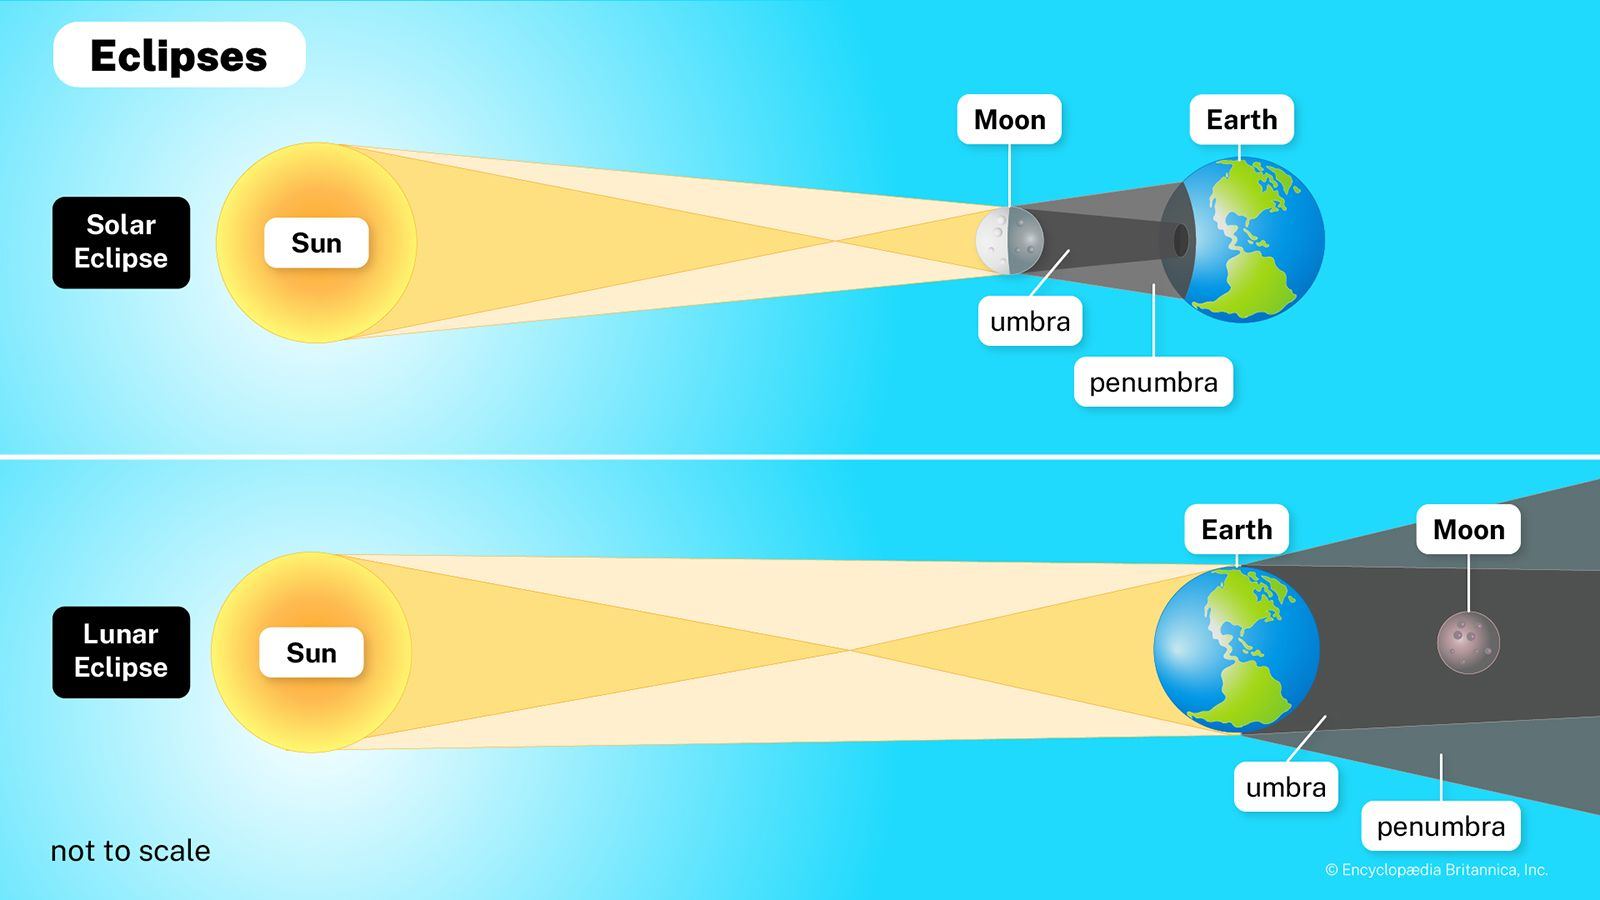 Eclipses
Solar
Eclipse
Sun
Moon
Earth
umbra
penumbra
Lunar
Eclipse
Sun
Earth
Moon
umbra
penumbra
not to scale
© Encyclopædia Britannica, Inc.